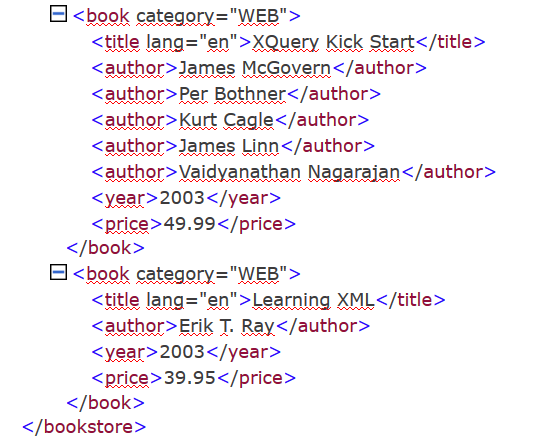 <book category="WEB">
<title lang="en">XQuery Kick Start</title>
<author>James McGovern</author>
<author>Per Bothner</author>
<author>Kurt Cagle</author>
<author>James Linn</author>
<author>Vaidyanathan Nagarajan</author>
<year>2003</year>
<price>49.99</price>
</book>
<book category="WEB">
<title lang="en">Learning XML</title>
<author>Erik T. Ray</author>
<year>2003</year>
<price>39.95</price>
</book>
</bookstore>